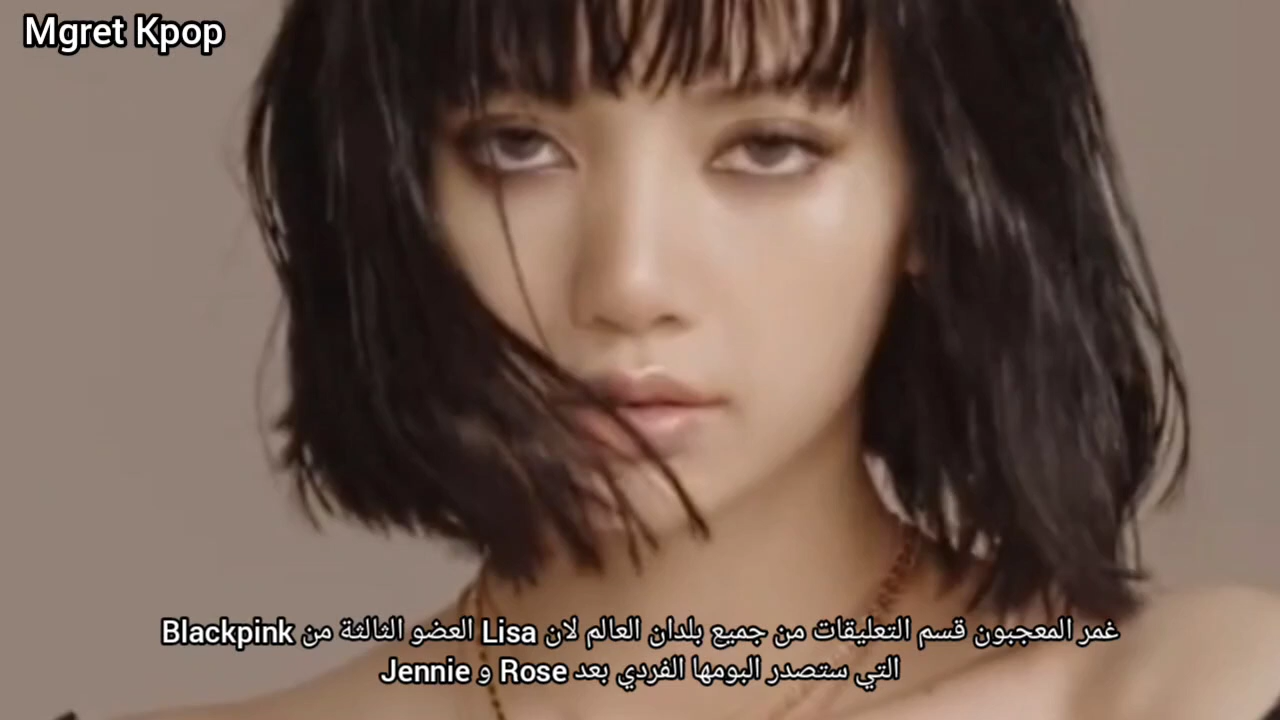 Mgret Kpop
غمر المعجبون قسم التعليقات من جميع بلدان العالم لان Lisa العضو الثالثة من Blackpink
التي ستصدر البومها الفردي بعد Rose و Jennie